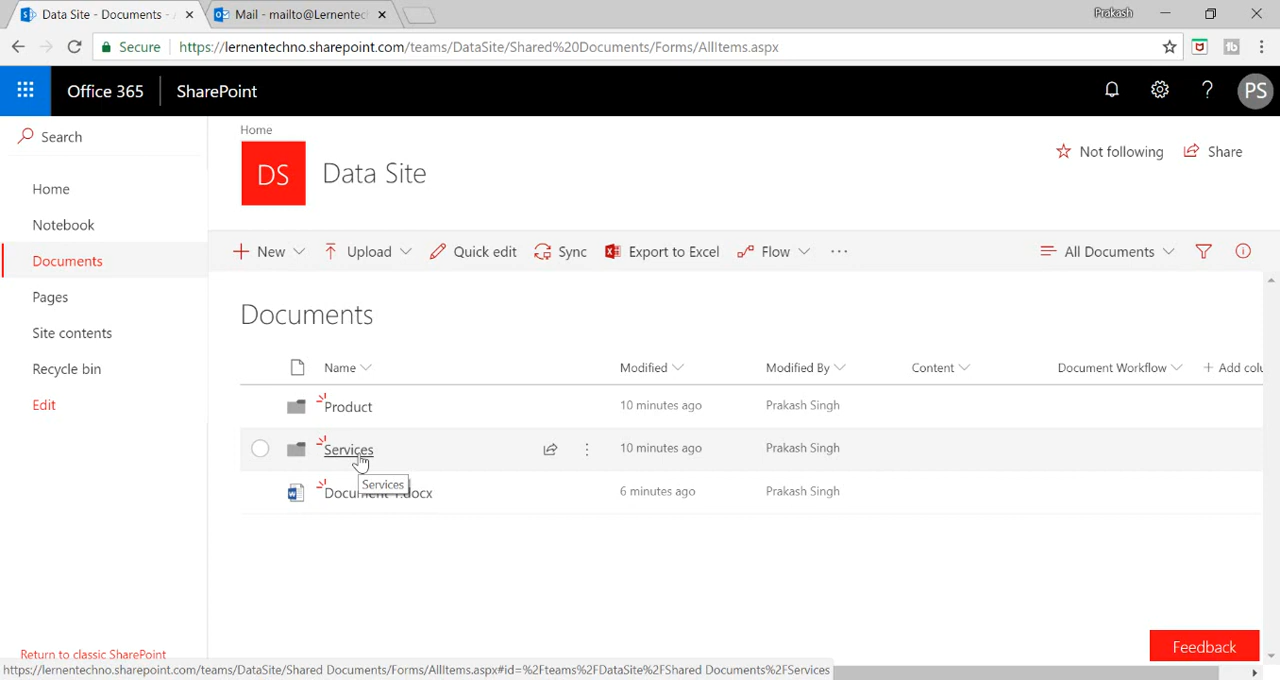 Data Site - Documents -
Mail - mailto@Lernentec
Prakash
Secure
https://lernentechno.sharepoint.com/teams/DataSite/Shared%20Documents/Forms/AllItems.aspx
Office 365
SharePoint
PS
Search
Home
Notebook
Documents
Pages
Site contents
Recycle bin
Edit
Return to classic SharePoint
Home
DS
Data Site
Not following
Share
New
Upload
Quick edit
Sync
Export to Excel
Flow
All Documents
Documents
Name
Modified
Modified By
Content
Document Workflow
+ Add colu
Product
10 minutes ago
Prakash Singh
Services
10 minutes ago
Prakash Singh
Services
6 minutes ago
Prakash Singh
Feedback
https://lernentechno.sharepoint.com/teams/DataSite/Shared Documents/Forms/AllItems.aspx#id=%2Fteams%2FDataSite%2FShared Documents%2FServices